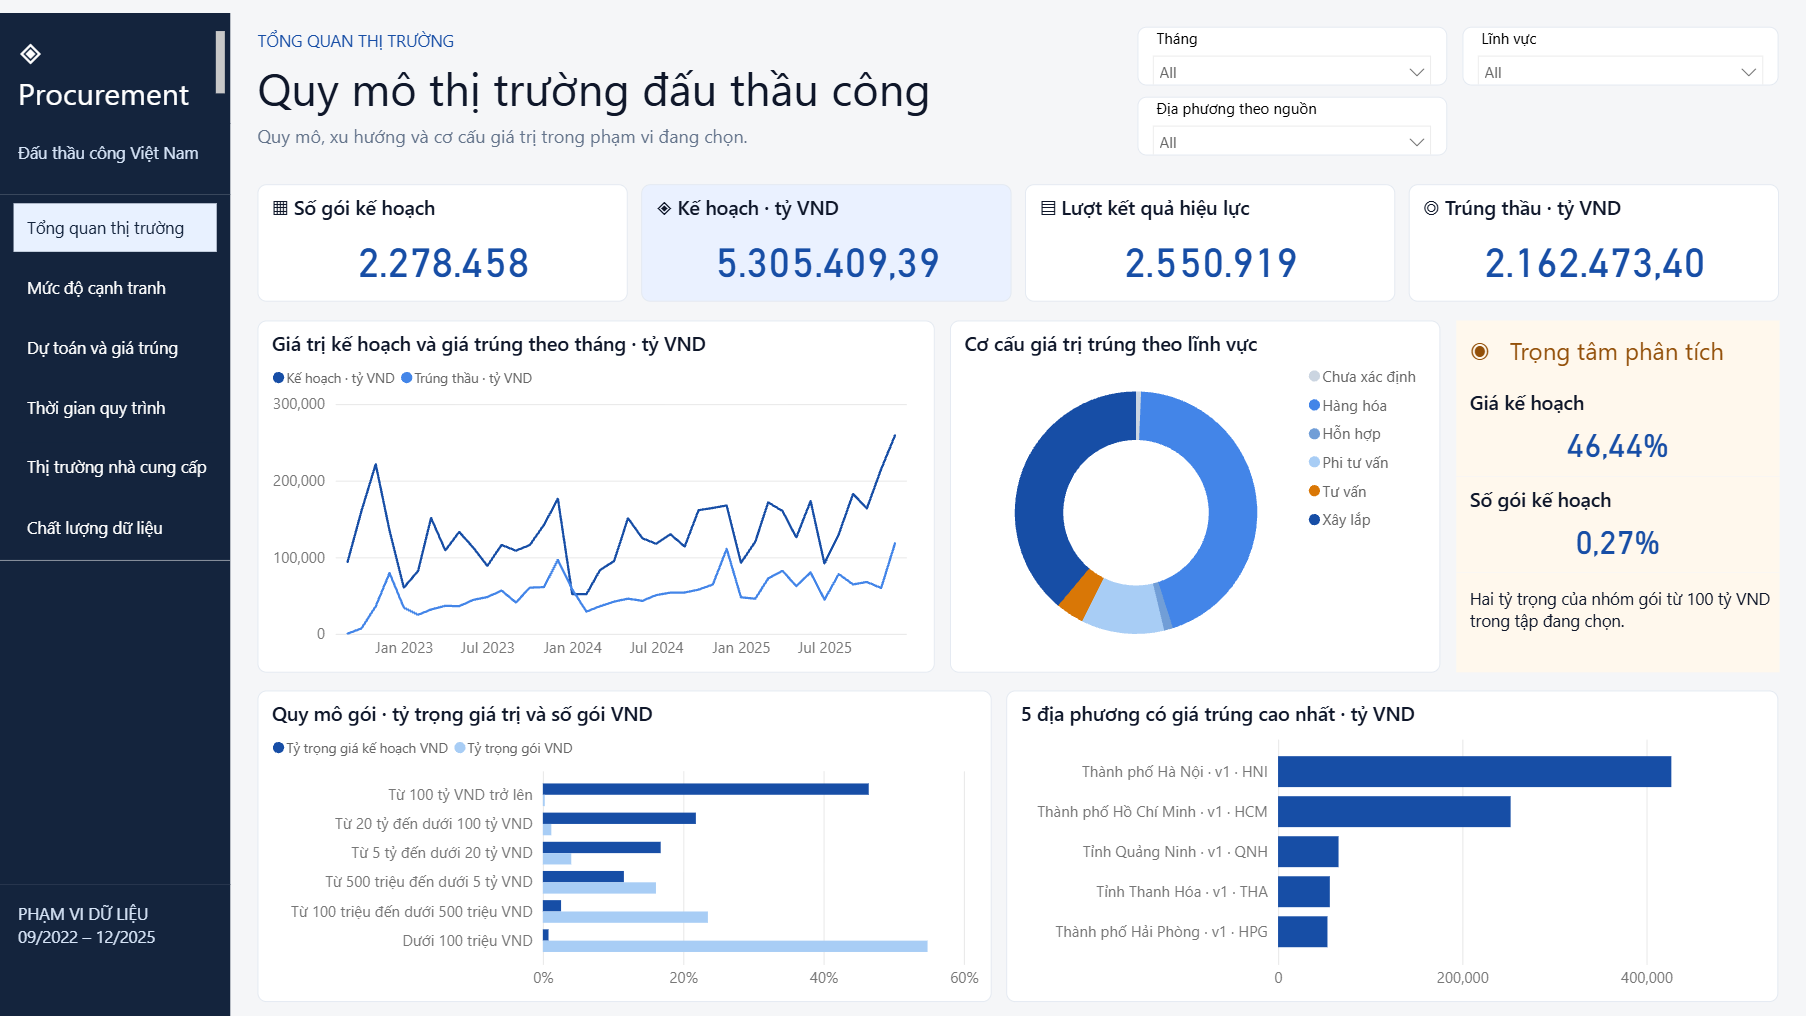 Procurement
Đấu thầu công Việt Nam
Tổng quan thị trường
Mức độ cạnh tranh
Dự toán và giá trúng
Thời gian quy trình
Thị trường nhà cung cấp
Chất lượng dữ liệu
PHẠM VI DỮ LIỆU
09/2022 – 12/2025
TỔNG QUAN THỊ TRƯỜNG
Quy mô thị trường đấu thầu công
Quy mô, xu hướng và cơ cấu giá trị trong phạm vi đang chọn.
Tháng
All
Lĩnh vực
All
Địa phương theo nguồn
All
Số gói kế hoạch
2.278.458
Kế hoạch · tỷ VND
5.305.409,39
Lượt kết quả hiệu lực
2.550.919
Trúng thầu · tỷ VND
2.162.473,40
Giá trị kế hoạch và giá trúng theo tháng · tỷ VND
Kế hoạch · tỷ VND Trúng thầu · tỷ VND
300,000
200,000
100,000
0
Jan 2023 Jul 2023 Jan 2024 Jul 2024 Jan 2025 Jul 2025
Cơ cấu giá trị trúng theo lĩnh vực
Chưa xác định
Hàng hóa
Hỗn hợp
Phi tư vấn
Tư vấn
Xây lắp
Trọng tâm phân tích
Giá kế hoạch
46,44%
Số gói kế hoạch
0,27%
Hai tỷ trọng của nhóm gói từ 100 tỷ VND
trong tập đang chọn.
Quy mô gói · tỷ trọng giá trị và số gói VND
Tỷ trọng giá kế hoạch VND Tỷ trọng gói VND
Từ 100 tỷ VND trở lên
Từ 20 tỷ đến dưới 100 tỷ VND
Từ 5 tỷ đến dưới 20 tỷ VND
Từ 500 triệu đến dưới 5 tỷ VND
Từ 100 triệu đến dưới 500 triệu VND
Dưới 100 triệu VND
0% 20% 40% 60%
5 địa phương có giá trúng cao nhất · tỷ VND
Thành phố Hà Nội · v1 · HNI
Thành phố Hồ Chí Minh · v1 · HCM
Tỉnh Quảng Ninh · v1 · QNH
Tỉnh Thanh Hóa · v1 · THA
Thành phố Hải Phòng · v1 · HPG
0 200,000 400,000